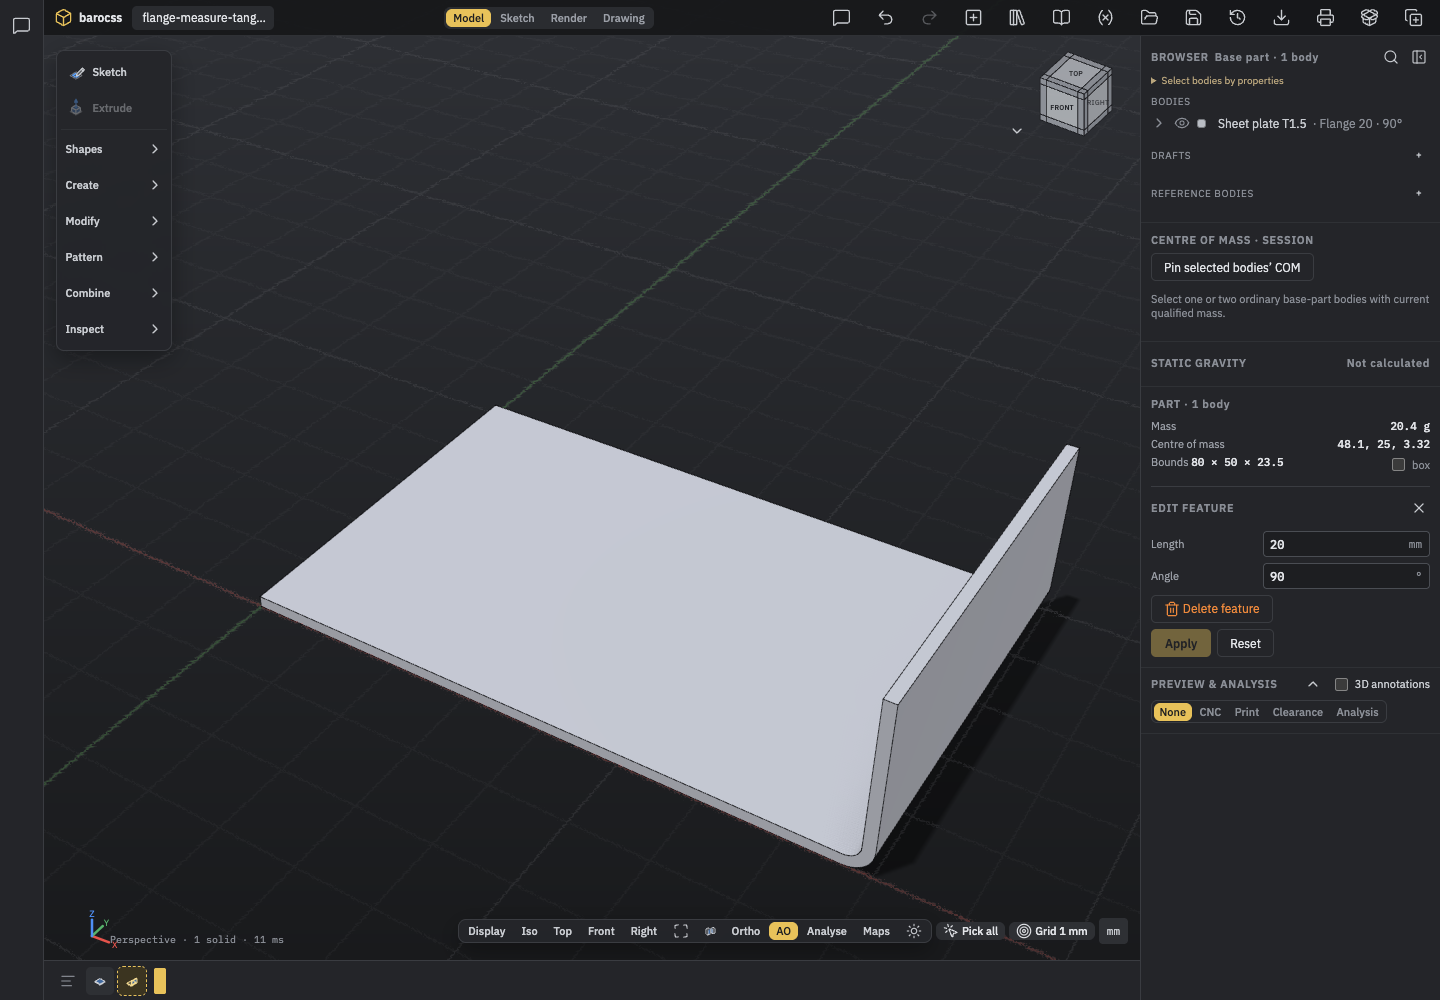 barocss
flange-measure-tang...
Model
Sketch
Render
Drawing
Sketch
Extrude
Shapes
Create
Modify
Pattern
Combine
Inspect
TOP
FRONT
RIGHT
BROWSER Base part · 1 body
Select bodies by properties
BODIES
Sheet plate T1.5 · Flange 20 · 90°
DRAFTS
REFERENCE BODIES
CENTRE OF MASS · SESSION
Pin selected bodies’ COM
Select one or two ordinary base-part bodies with current
qualified mass.
STATIC GRAVITY Not calculated
PART · 1 body
Mass 20.4 g
Centre of mass 48.1, 25, 3.32
Bounds 80 × 50 × 23.5 box
EDIT FEATURE
Length 20 mm
Angle 90 °
Delete feature
Apply Reset
PREVIEW & ANALYSIS 3D annotations
None CNC Print Clearance Analysis
Z
Y
X
Perspective · 1 solid · 11 ms
Display Iso Top Front Right Ortho AO Analyse Maps Pick all Grid 1 mm mm